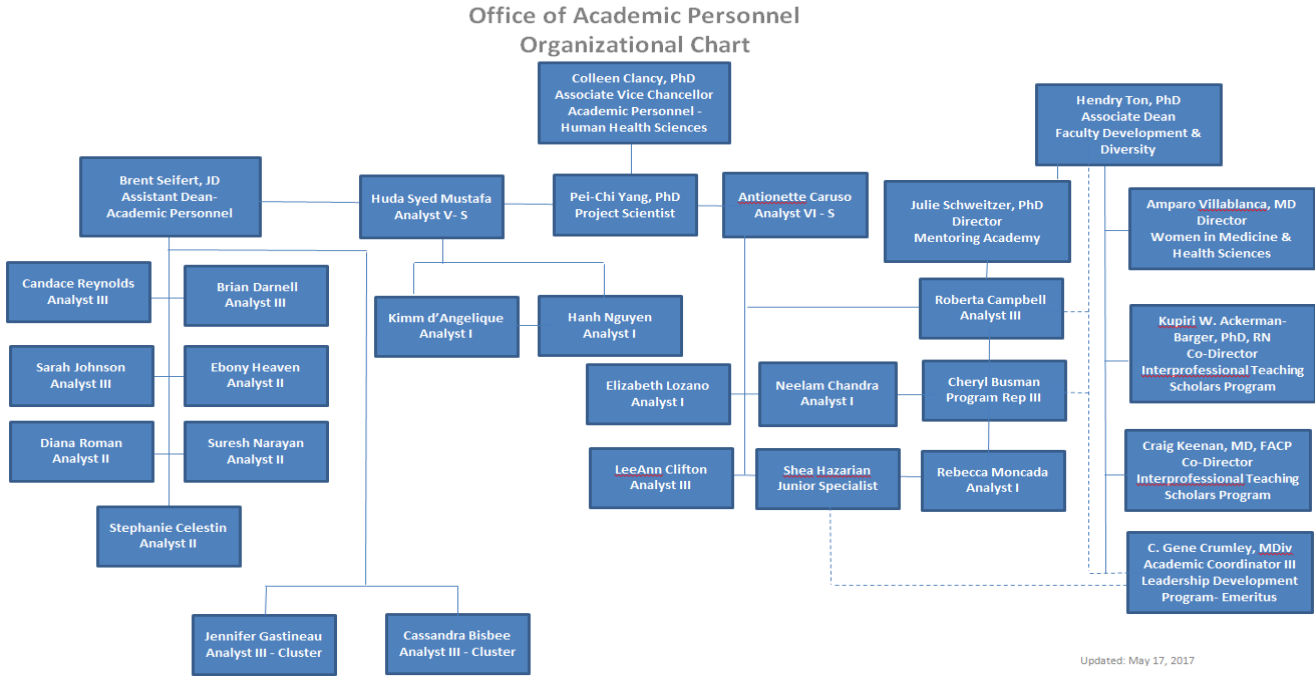 Office of Academic Personnel
Organizational Chart
Colleen Clancy, PhD
Associate Vice Chancellor
Academic Personnel -
Human Health Sciences
Hendry Ton, PhD
Associate Dean
Faculty Development &
Diversity
Brent Seifert, JD
Assistant Dean-
Academic Personnel
Huda Syed Mustafa
Analyst V- S
Pei-Chi Yang, PhD
Project Scientist
Antionette Caruso
Analyst VI - S
Julie Schweitzer, PhD
Director
Mentoring Academy
Amparo Villablanca, MD
Director
Women in Medicine &
Health Sciences
Candace Reynolds
Analyst III
Brian Darnell
Analyst III
Kimm d’Angelique
Analyst I
Hanh Nguyen
Analyst I
Roberta Campbell
Analyst III
Kupiri W. Ackerman-
Barger, PhD, RN
Co-Director
Interprofessional Teaching
Scholars Program
Sarah Johnson
Analyst III
Ebony Heaven
Analyst II
Elizabeth Lozano
Analyst I
Neelam Chandra
Analyst I
Cheryl Busman
Program Rep III
Diana Roman
Analyst II
Suresh Narayan
Analyst II
LeeAnn Clifton
Analyst III
Shea Hazarian
Junior Specialist
Rebecca Moncada
Analyst I
Craig Keenan, MD, FACP
Co-Director
Interprofessional Teaching
Scholars Program
Stephanie Celestin
Analyst II
C. Gene Crumley, MDiv
Academic Coordinator III
Leadership Development
Program- Emeritus
Jennifer Gastineau
Analyst III - Cluster
Cassandra Bisbee
Analyst III - Cluster
Updated: May 17, 2017